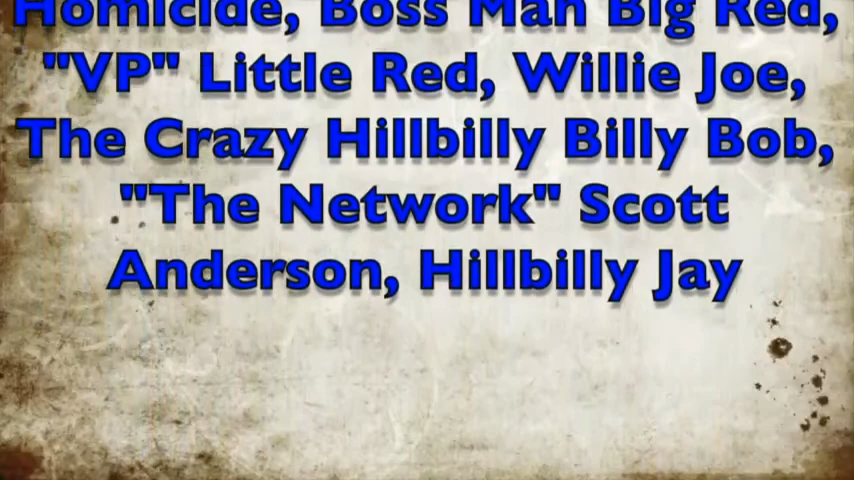 Homicide, Boss Man Big Red,
"VP" Little Red, Willie Joe,
The Crazy Hillbilly Billy Bob,
"The Network" Scott
Anderson, Hillbilly Jay